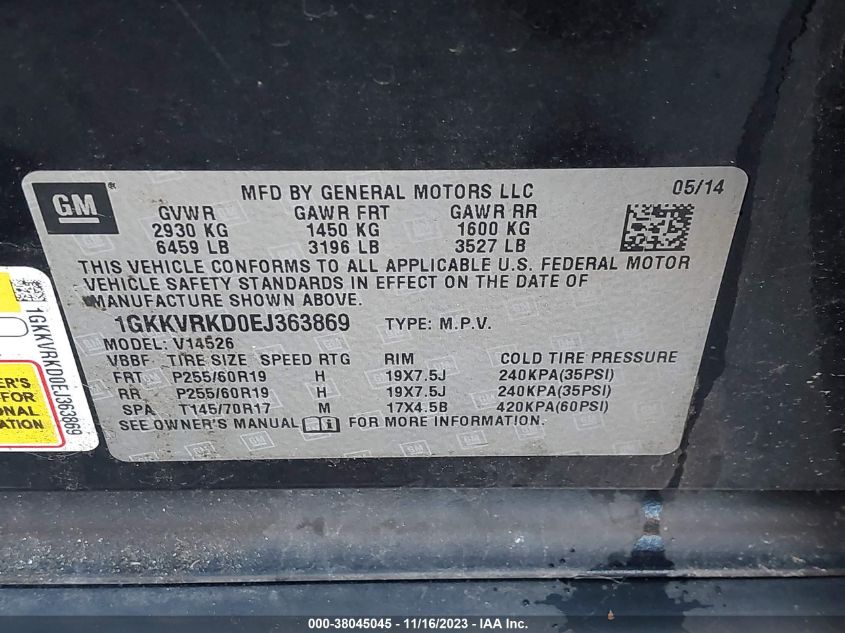 GM®
MFD BY GENERAL MOTORS LLC 05/14
GVWR GAWR FRT GAWR RR
2930 KG 1450 KG 1600 KG
6459 LB 3196 LB 3527 LB
THIS VEHICLE CONFORMS TO ALL APPLICABLE U.S. FEDERAL MOTOR
VEHICLE SAFETY STANDARDS IN EFFECT ON THE DATE OF
MANUFACTURE SHOWN ABOVE.
1GKKVRKD0EJ363869 TYPE: M.P.V.
MODEL: V14526
VBBF TIRE SIZE SPEED RTG RIM COLD TIRE PRESSURE
FRT P255/60R19 H 19X7.5J 240KPA(35PSI)
RR P255/60R19 H 19X7.5J 240KPA(35PSI)
SPA T145/70R17 M 17X4.5B 420KPA(60PSI)
SEE OWNER'S MANUAL i FOR MORE INFORMATION.
1GKKVRKD0EJ363869
ER'S
FOR
ONAL
ATION
000-38045045 - 11/16/2023 - IAA Inc.